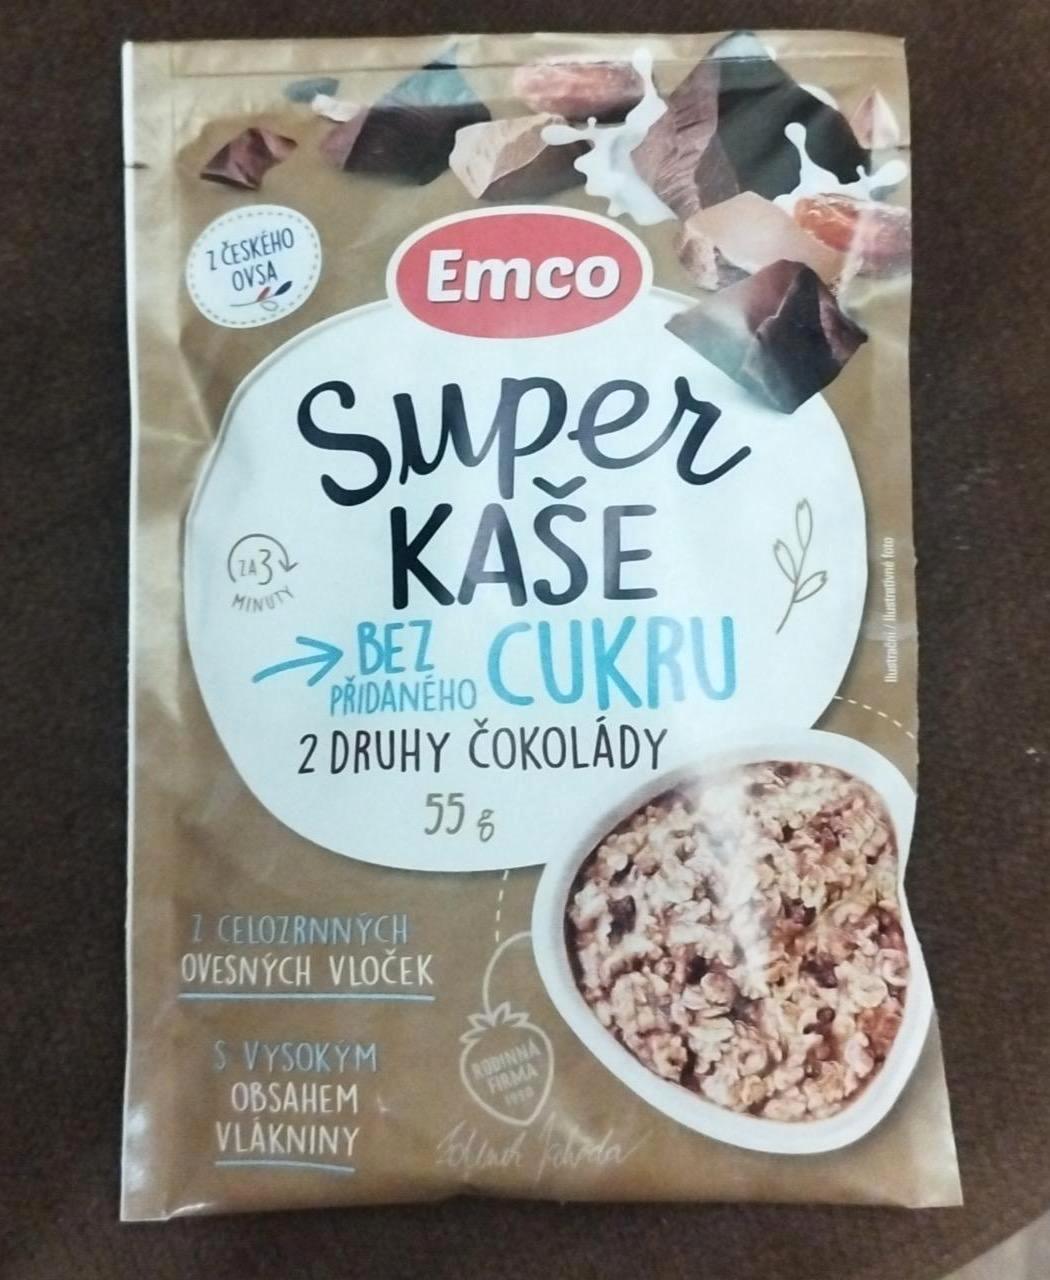 Z ČESKÉHO
OVSA
Emco
Super
KAŠE
ZA 3
MINUTY
BEZ
PŘIDANÉHO
CUKRU
2 DRUHY ČOKOLÁDY
55 g
Ilustrační / Ilustratívne foto
Z CELOZRNNÝCH
OVESNÝCH VLOČEK
S VYSOKÝM
OBSAHEM
VLÁKNINY
RODINNÁ
FIRMA